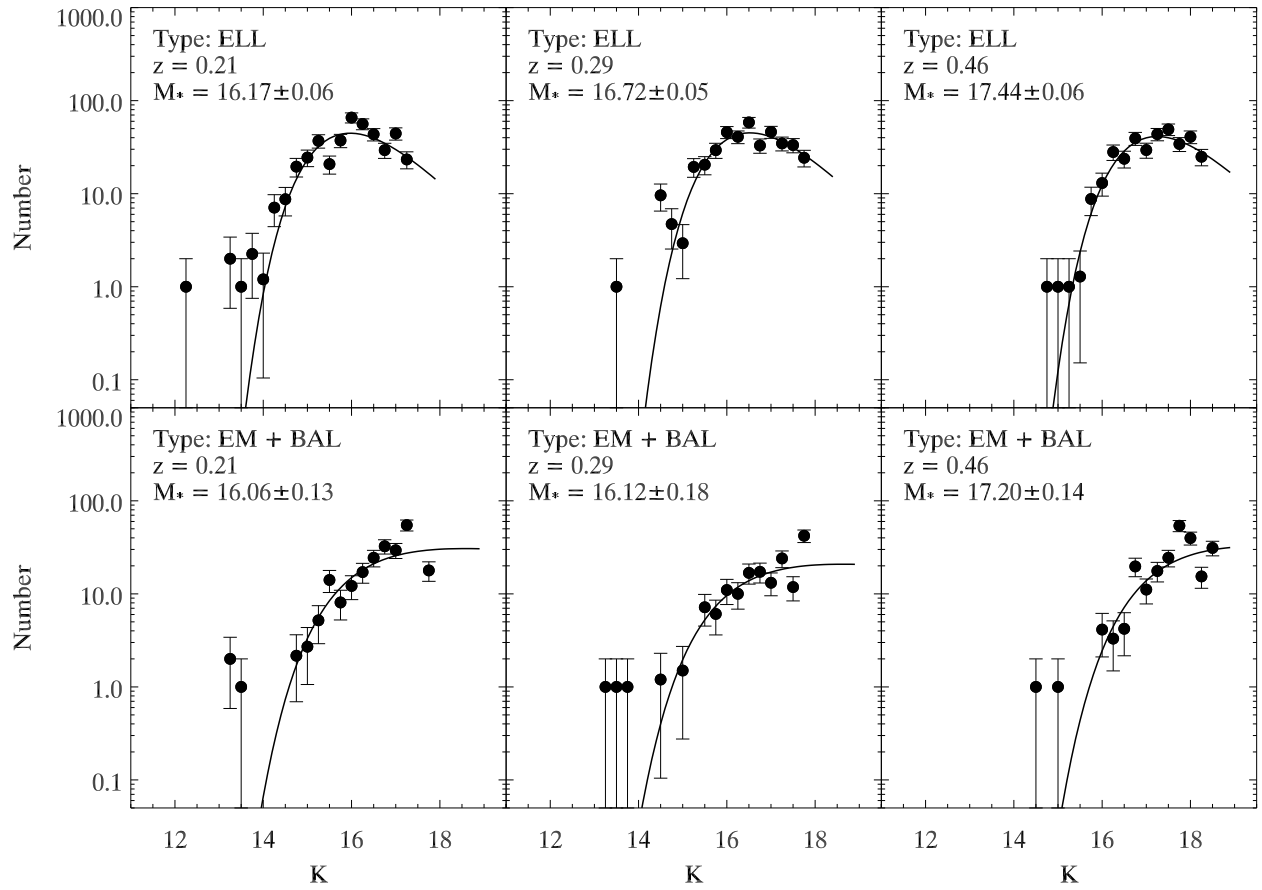 1000.0
100.0
10.0
1.0
0.1
Number
Type: ELL
z = 0.21
M* = 16.17±0.06
Type: ELL
z = 0.29
M* = 16.72±0.05
Type: ELL
z = 0.46
M* = 17.44±0.06
1000.0
100.0
10.0
1.0
0.1
Number
Type: EM + BAL
z = 0.21
M* = 16.06±0.13
Type: EM + BAL
z = 0.29
M* = 16.12±0.18
Type: EM + BAL
z = 0.46
M* = 17.20±0.14
12 14 16 18
12 14 16 18
12 14 16 18
K
K
K